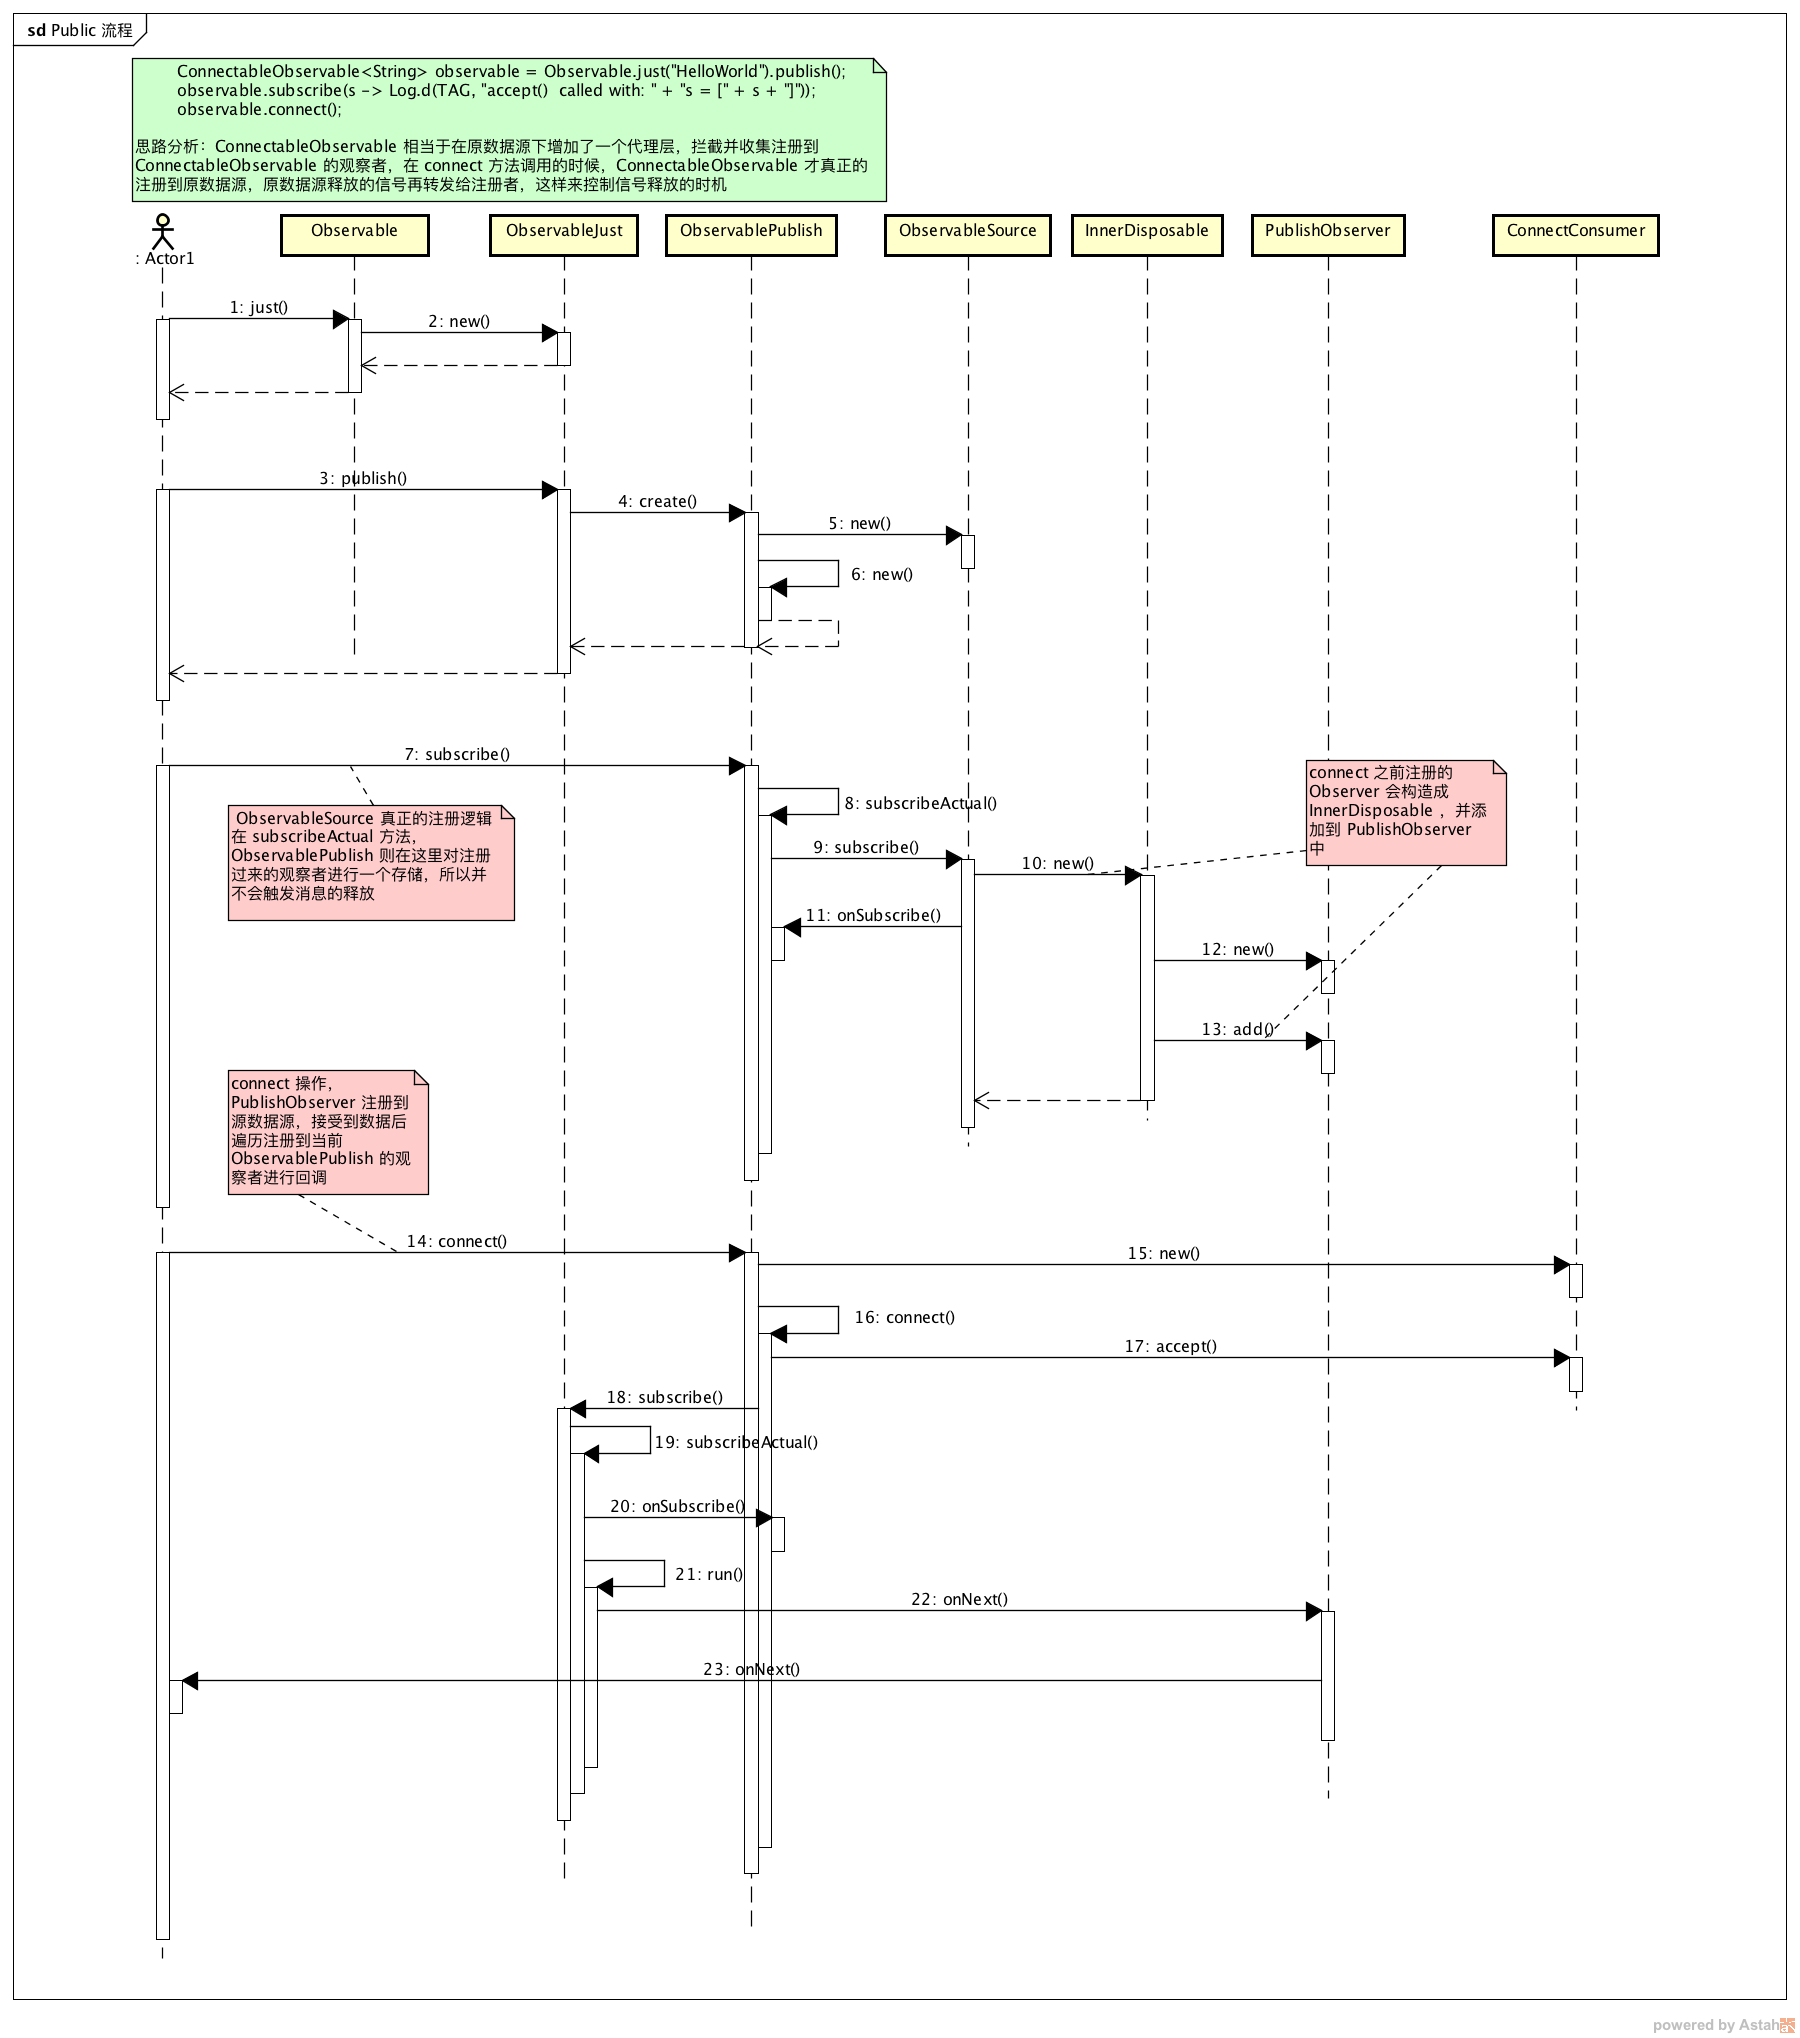 sd Public 流程
ConnectableObservable<String> observable = Observable.just("HelloWorld").publish();
observable.subscribe(s -> Log.d(TAG, "accept()  called with: " + "s = [" + s + "]"));
observable.connect();
思路分析：ConnectableObservable 相当于在原数据源下增加了一个代理层，拦截并收集注册到
ConnectableObservable 的观察者，在 connect 方法调用的时候，ConnectableObservable 才真正的
注册到原数据源，原数据源释放的信号再转发给注册者，这样来控制信号释放的时机
: Actor1
Observable
ObservableJust
ObservablePublish
ObservableSource
InnerDisposable
PublishObserver
ConnectConsumer
1: just()
2: new()
3: publish()
4: create()
5: new()
6: new()
7: subscribe()
connect 之前注册的
Observer 会构造成
InnerDisposable ，并添
加到 PublishObserver
中
8: subscribeActual()
ObservableSource 真正的注册逻辑
在 subscribeActual 方法，
ObservablePublish 则在这里对注册
过来的观察者进行一个存储，所以并
不会触发消息的释放
9: subscribe()
10: new()
11: onSubscribe()
12: new()
13: add()
connect 操作，
PublishObserver 注册到
源数据源，接受到数据后
遍历注册到当前
ObservablePublish 的观
察者进行回调
14: connect()
15: new()
16: connect()
17: accept()
18: subscribe()
19: subscribeActual()
20: onSubscribe()
21: run()
22: onNext()
23: onNext()
powered by Astah